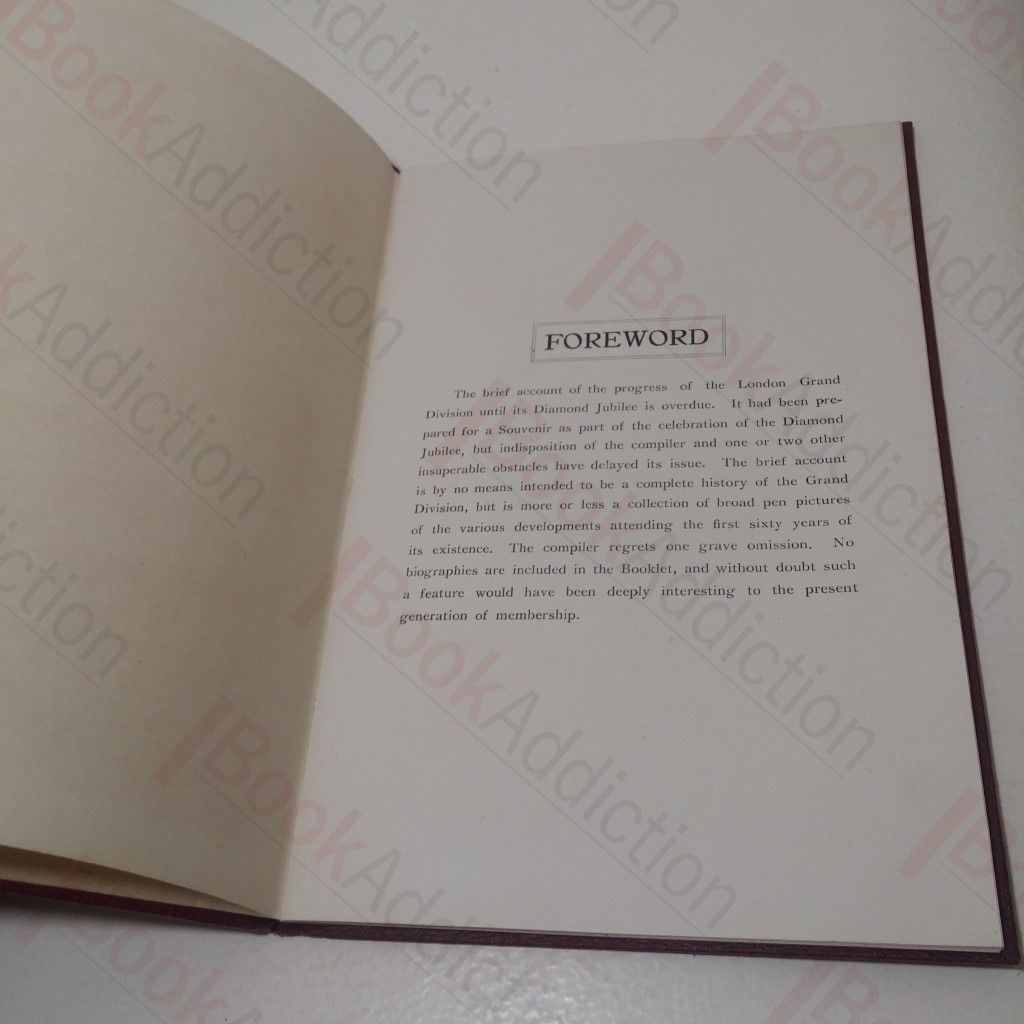 FOREWORD
The brief account of the progress of the London Grand
Division until its Diamond Jubilee is overdue. It had been pre-
pared for a Souvenir as part of the celebration of the Diamond
Jubilee, but indisposition of the compiler and one or two other
insuperable obstacles have delayed its issue. The brief account
is by no means intended to be a complete history of the Grand
Division, but is more or less a collection of broad pen pictures
of the various developments attending the first sixty years of
its existence. The compiler regrets one grave omission. No
biographies are included in the Booklet, and without doubt such
a feature would have been deeply interesting to the present
generation of membership.
BookAddiction
BookAddiction
BookAddiction
BookAddiction
BookAddiction
BookAddiction